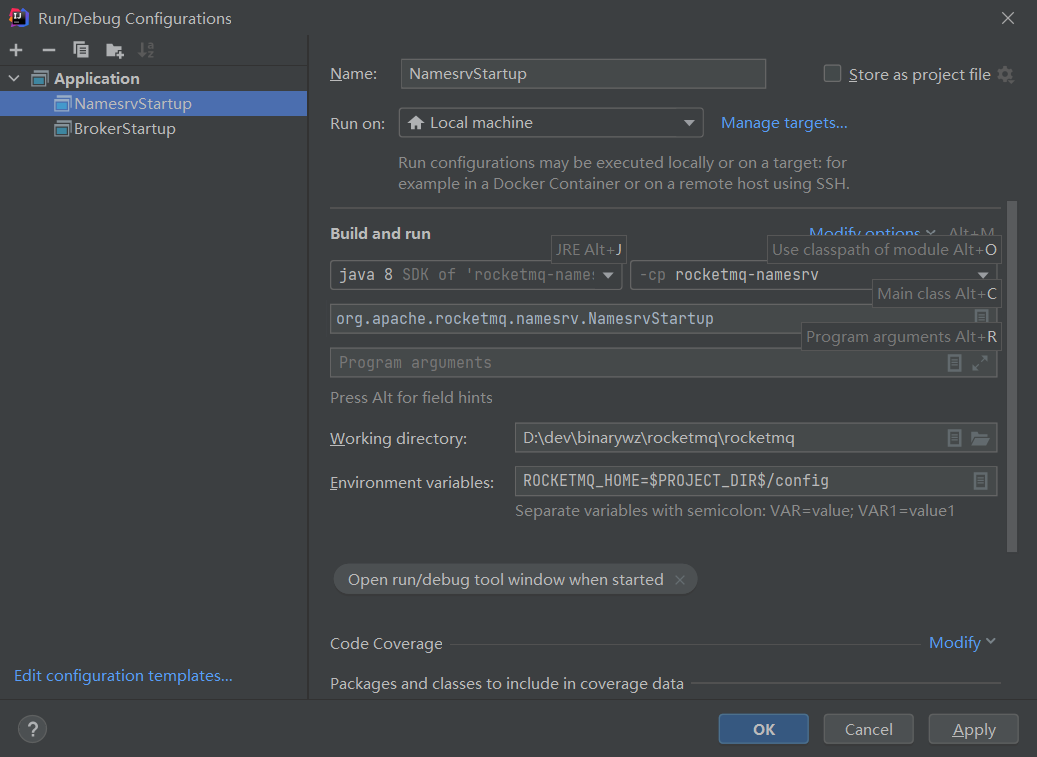 Run/Debug Configurations
Application
NamesrvStartup
BrokerStartup
Edit configuration templates...
Name: NamesrvStartup Store as project file
Run on: Local machine Manage targets...
Run configurations may be executed locally or on a target: for
example in a Docker Container or on a remote host using SSH.
Build and run Modify options Alt+M
JRE Alt+J Use classpath of module Alt+O
java 8 SDK of 'rocketmq-names -cp rocketmq-namesrv
Main class Alt+C
org.apache.rocketmq.namesrv.NamesrvStartup
Program arguments Alt+R
Program arguments
Press Alt for field hints
Working directory: D:\dev\binarywz\rocketmq\rocketmq
Environment variables: ROCKETMQ_HOME=$PROJECT_DIR$/config
Separate variables with semicolon: VAR=value; VAR1=value1
Open run/debug tool window when started
Code Coverage Modify
Packages and classes to include in coverage data
? OK Cancel Apply